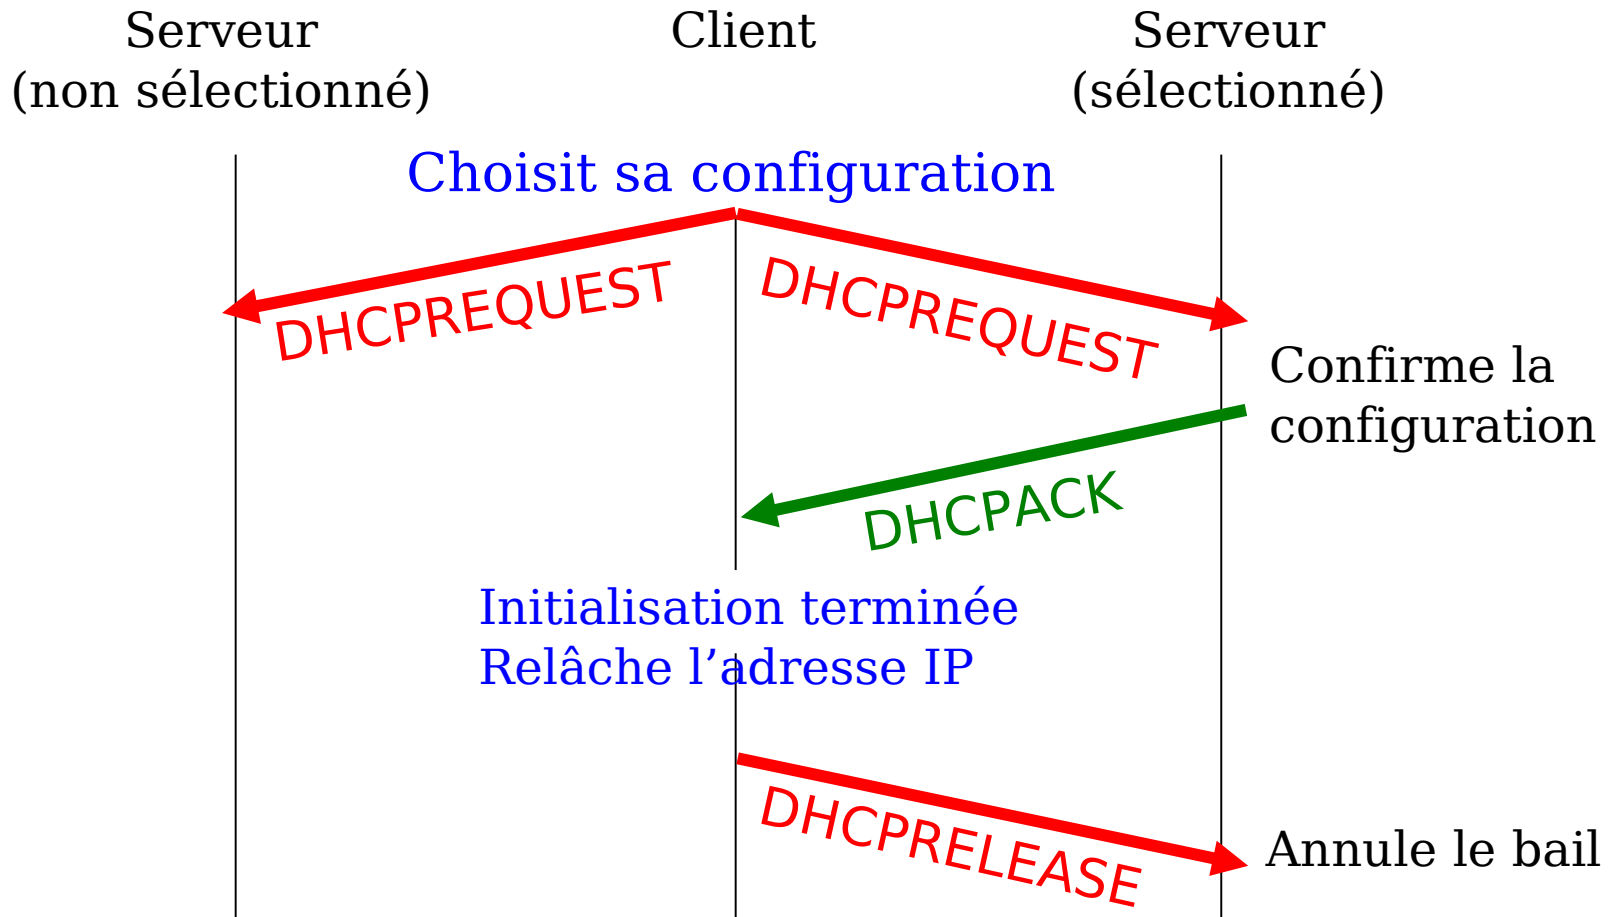 Serveur
(non sélectionné)
Client
Serveur
(sélectionné)
Choisit sa configuration
DHCPREQUEST
DHCPREQUEST
Confirme la
configuration
DHCPACK
Initialisation terminée
Relâche l’adresse IP
DHCPRELEASE
Annule le bail